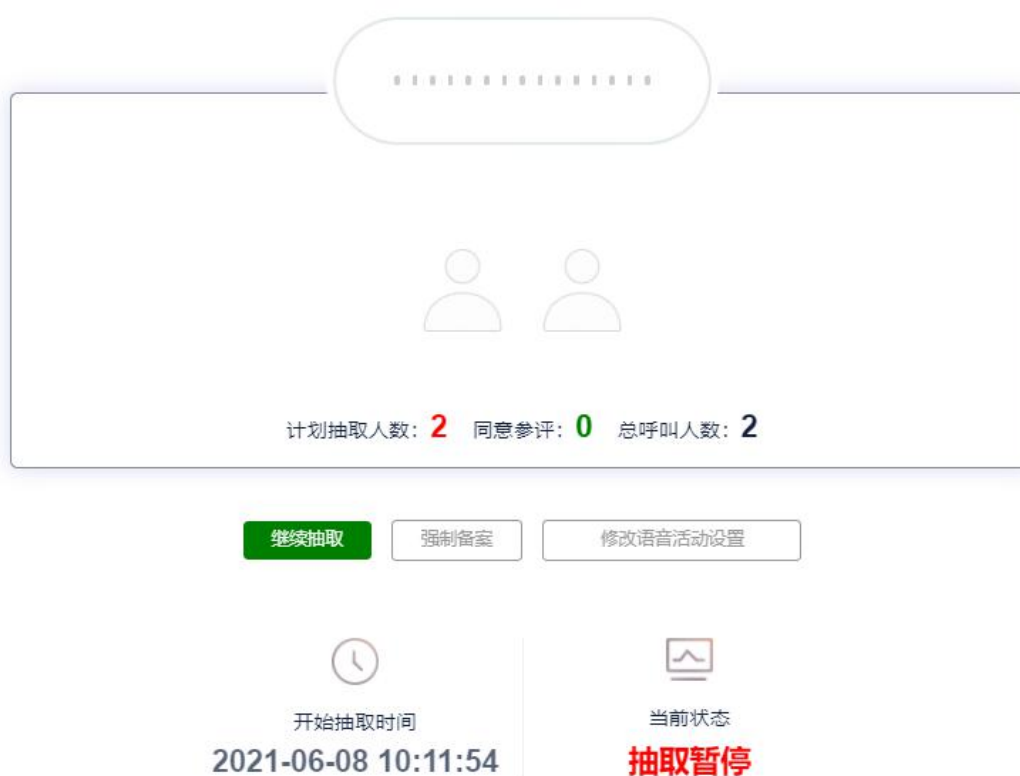 计划抽取人数：2 同意参评：0 总呼叫人数：2
继续抽取 强制备案 修改语音活动设置
开始抽取时间 当前状态
2021-06-08 10:11:54 抽取暂停